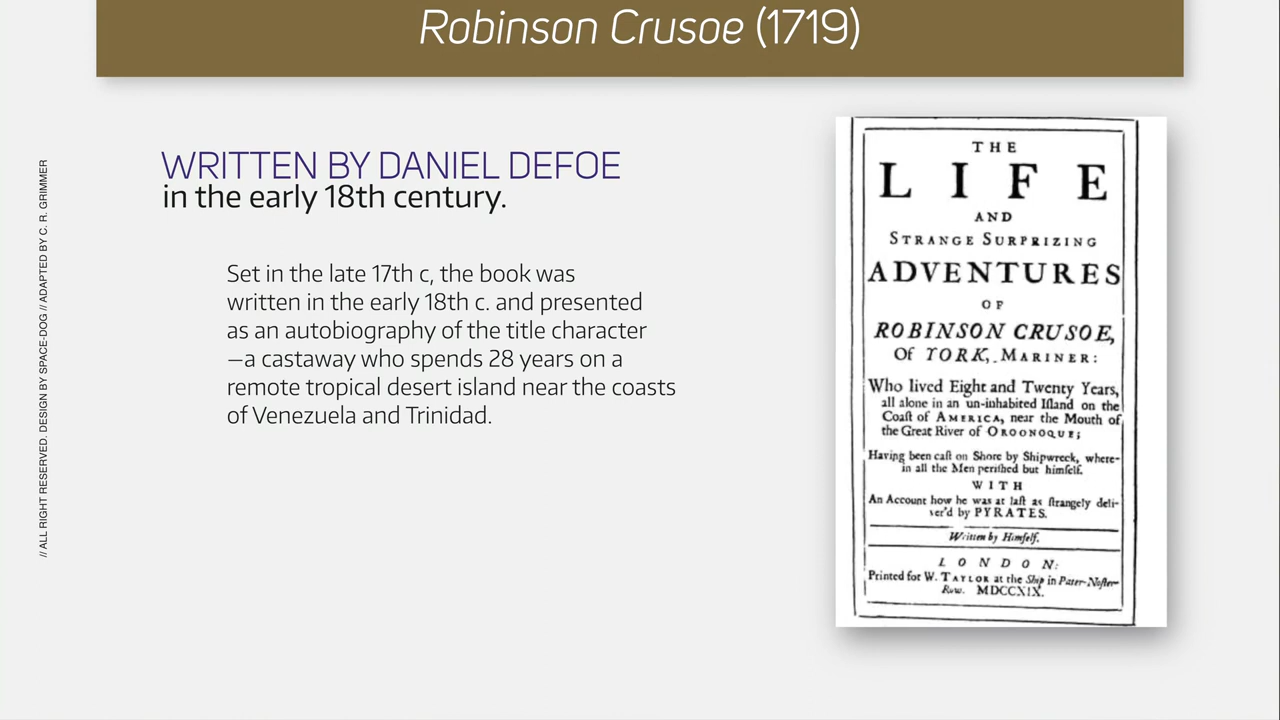 Robinson Crusoe (1719)
WRITTEN BY DANIEL DEFOE
in the early 18th century.
Set in the late 17th c, the book was
written in the early 18th c. and presented
as an autobiography of the title character
—a castaway who spends 28 years on a
remote tropical desert island near the coasts
of Venezuela and Trinidad.
// ALL RIGHT RESERVED. DESIGN BY SPACE-DOG // ADAPTED BY C. R. GRIMMER
THE
LIFE
AND
STRANGE SURPRIZING
ADVENTURES
OF
ROBINSON CRUSOE,
Of YORK, MARINER:
Who lived Eight and Twenty Years,
all alone in an un-inhabited Iſland on the
Coaſt of AMERICA, near the Mouth of
the Great River of OROONOQUE;
Having been caſt on Shore by Shipwreck, where-
in all the Men periſhed but himſelf.
WITH
An Account how he was at laſt as ſtrangely deli-
ver'd by PYRATES.
Written by Himſelf.
LONDON:
Printed for W. TAYLOR at the Ship in Pater-Noſter-
Row. MDCCXIX.